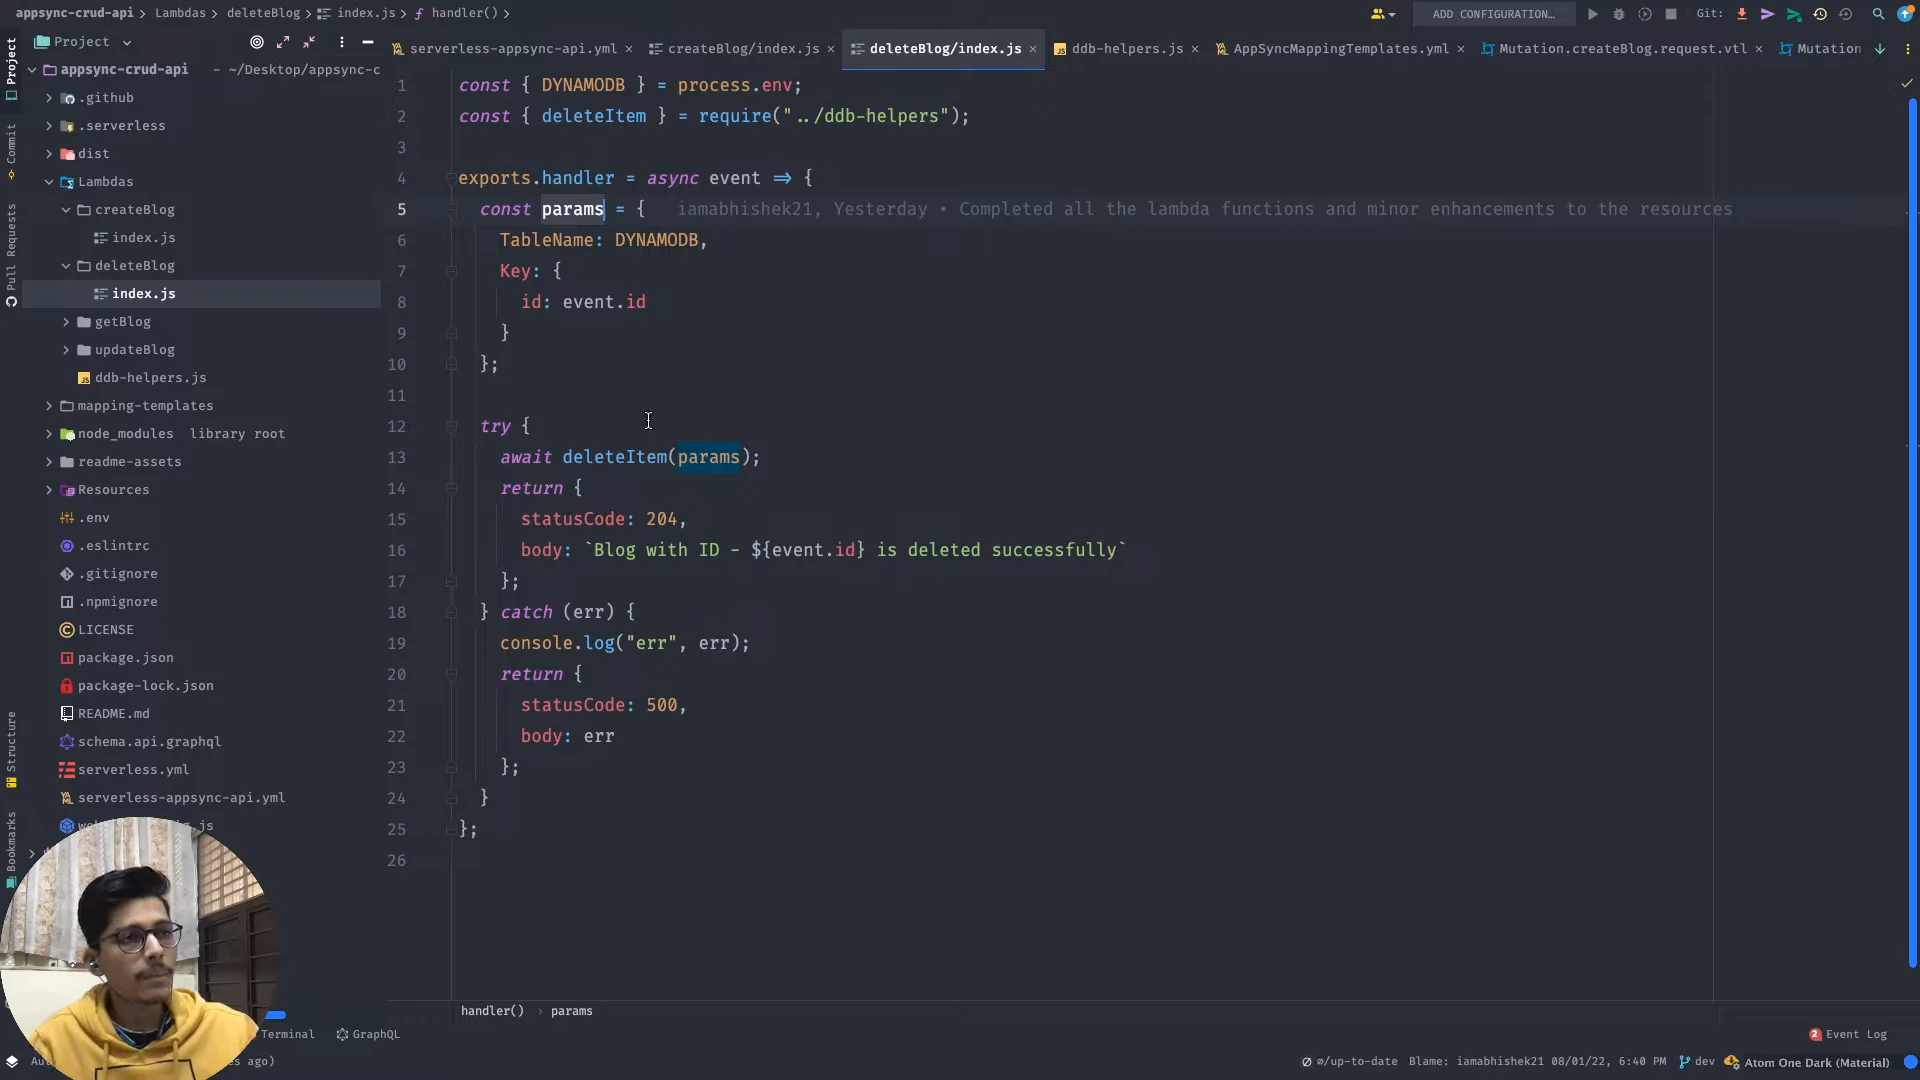 appsync-crud-api > Lambdas > deleteBlog > index.js > ƒ handler() >
ADD CONFIGURATION...
Git:
Project
serverless-appsync-api.yml ×
createBlog/index.js ×
deleteBlog/index.js ×
ddb-helpers.js ×
AppSyncMappingTemplates.yml ×
Mutation.createBlog.request.vtl ×
Mutation
Project
Commit
Pull Requests
Structure
Bookmarks
appsync-crud-api - ~/Desktop/appsync-c
.github
.serverless
dist
Lambdas
createBlog
index.js
deleteBlog
index.js
getBlog
updateBlog
ddb-helpers.js
mapping-templates
node_modules library root
readme-assets
Resources
.env
.eslintrc
.gitignore
.npmignore
LICENSE
package.json
package-lock.json
README.md
schema.api.graphql
serverless.yml
serverless-appsync-api.yml
1 const { DYNAMODB } = process.env;
2 const { deleteItem } = require("../ddb-helpers");
3
4 exports.handler = async event => {
5 const params = { iamabhishek21, Yesterday • Completed all the lambda functions and minor enhancements to the resources
6 TableName: DYNAMODB,
7 Key: {
8 id: event.id
9 }
10 };
11
12 try {
13 await deleteItem(params);
14 return {
15 statusCode: 204,
16 body: `Blog with ID - ${event.id} is deleted successfully`
17 };
18 } catch (err) {
19 console.log("err", err);
20 return {
21 statusCode: 500,
22 body: err
23 };
24 }
25 };
26
handler() > params
Terminal
GraphQL
2 Event Log
ago)
ø/up-to-date
Blame: iamabhishek21 08/01/22, 6:40 PM
dev
Atom One Dark (Material)